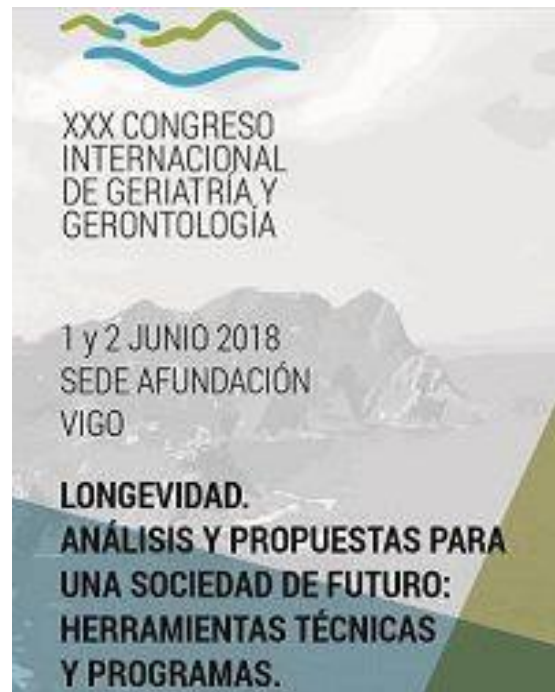 XXX CONGRESO
INTERNACIONAL
DE GERIATRÍA Y
GERONTOLOGÍA
1 y 2 JUNIO 2018
SEDE AFUNDACIÓN
VIGO
LONGEVIDAD.
ANÁLISIS Y PROPUESTAS PARA
UNA SOCIEDAD DE FUTURO:
HERRAMIENTAS TÉCNICAS
Y PROGRAMAS.